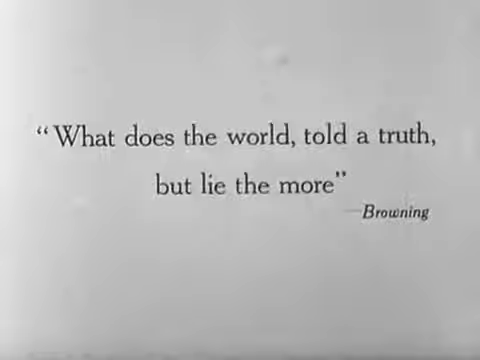 “What does the world, told a truth,
but lie the more”
—Browning